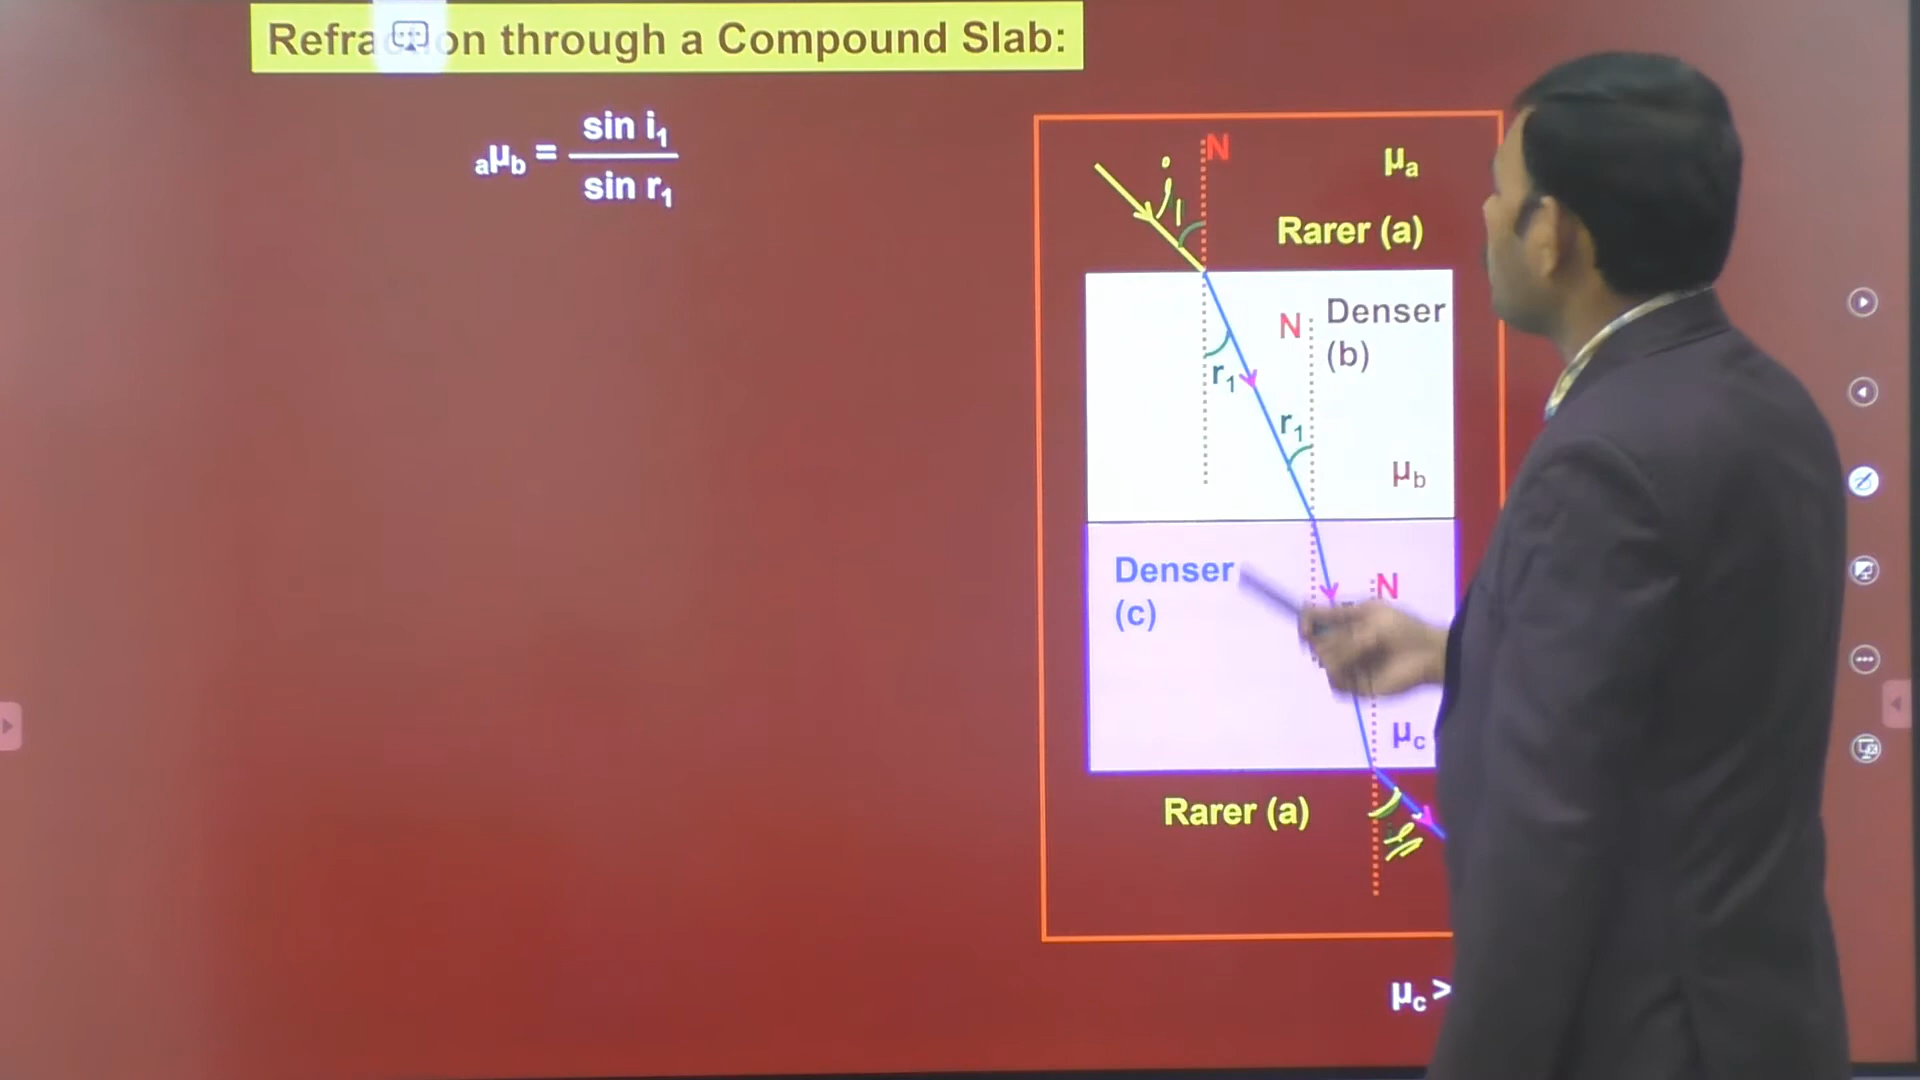 Refra on through a Compound Slab:
aμb = sin i1
sin r1
N
μa
Rarer (a)
N
Denser
(b)
r1
r1
μb
Denser
(c)
N
μc
Rarer (a)
μc >